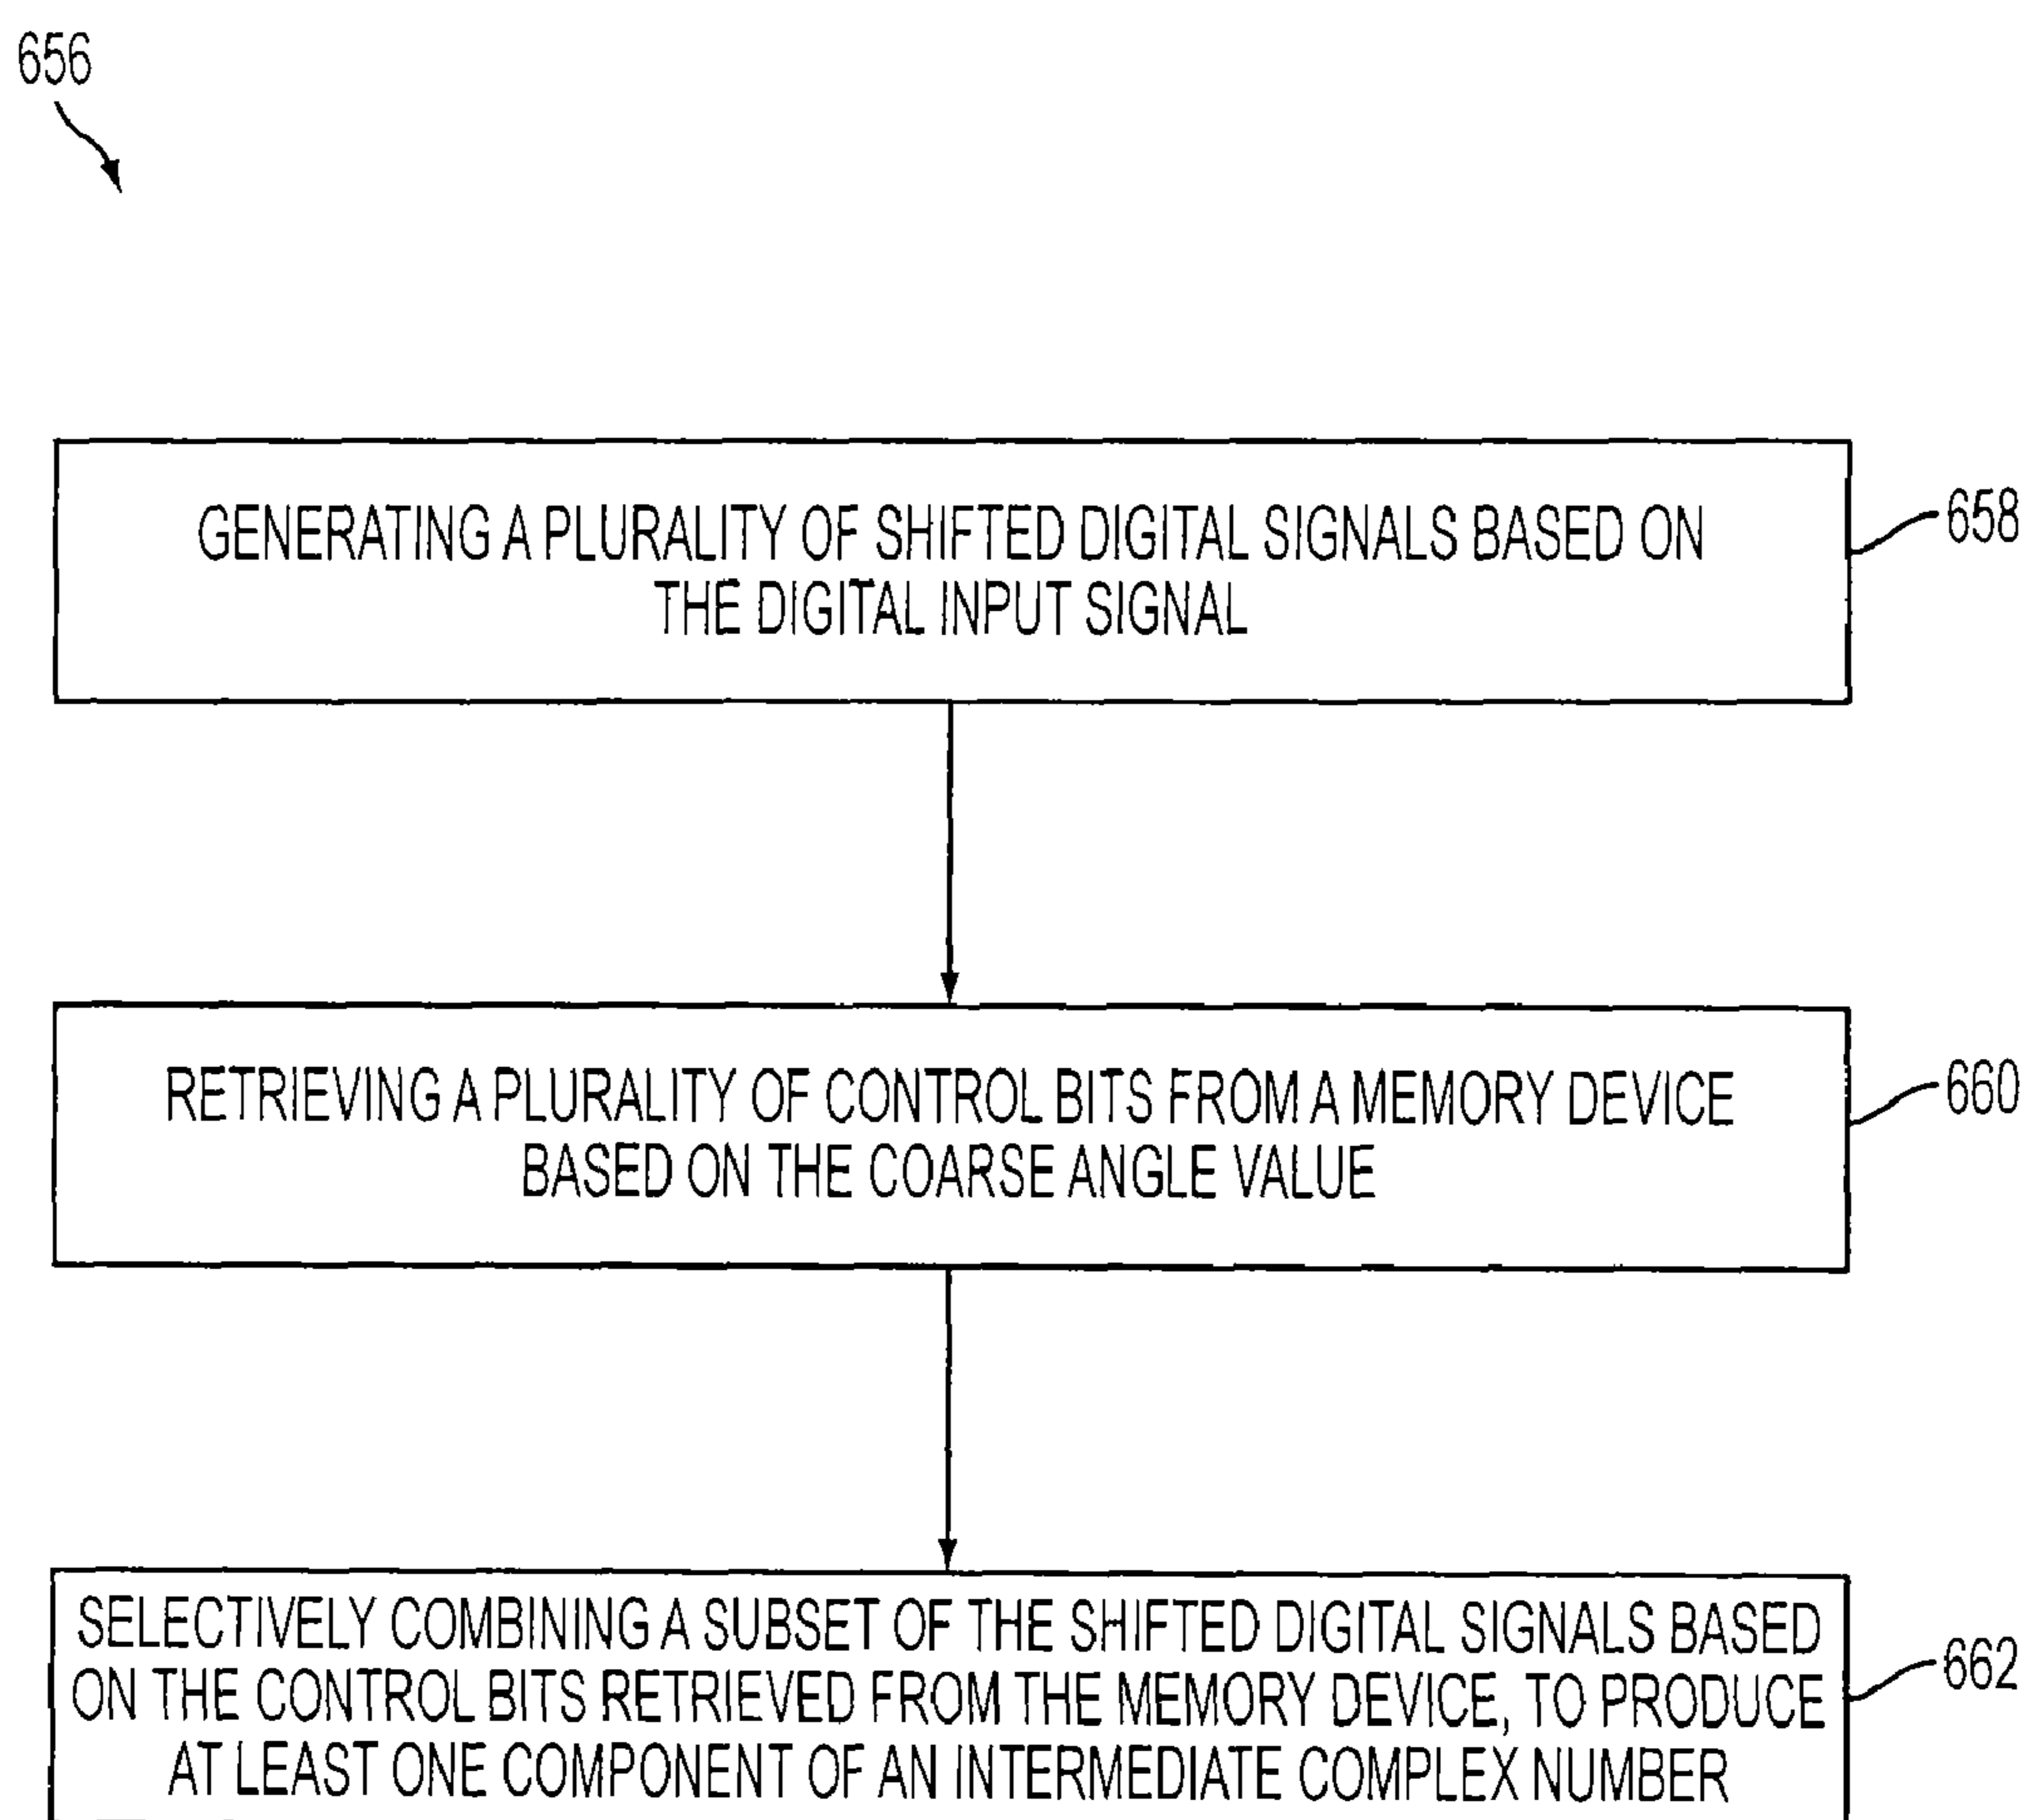 656
GENERATING A PLURALITY OF SHIFTED DIGITAL SIGNALS BASED ON
THE DIGITAL INPUT SIGNAL
658
RETRIEVING A PLURALITY OF CONTROL BITS FROM A MEMORY DEVICE
BASED ON THE COARSE ANGLE VALUE
660
SELECTIVELY COMBINING A SUBSET OF THE SHIFTED DIGITAL SIGNALS BASED
ON THE CONTROL BITS RETRIEVED FROM THE MEMORY DEVICE, TO PRODUCE
AT LEAST ONE COMPONENT OF AN INTERMEDIATE COMPLEX NUMBER
662